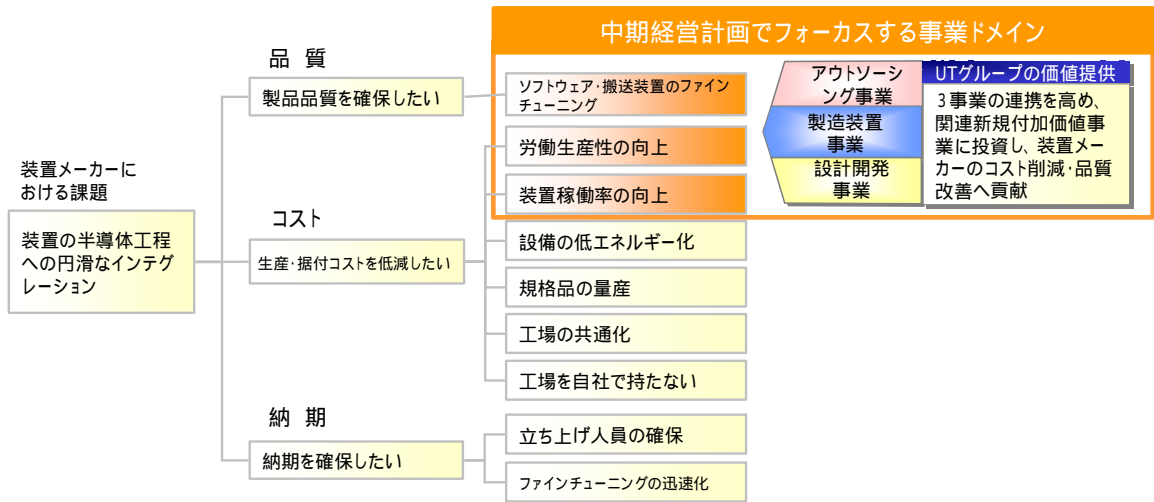 中期経営計画でフォーカスする事業ドメイン
品 質
製品品質を確保したい
ソフトウェア・搬送装置のファイン
チューニング
労働生産性の向上
装置稼働率の向上
アウトソーシ
ング事業
製造装置
事業
設計開発
事業
UTグループの価値提供
3事業の連携を高め、
関連新規付加価値事
業に投資し、装置メー
カーのコスト削減・品質
改善へ貢献
装置メーカーに
おける課題
装置の半導体工程
への円滑なインテグ
レーション
コスト
生産・据付コストを低減したい
設備の低エネルギー化
規格品の量産
工場の共通化
工場を自社で持たない
納 期
納期を確保したい
立ち上げ人員の確保
ファインチューニングの迅速化